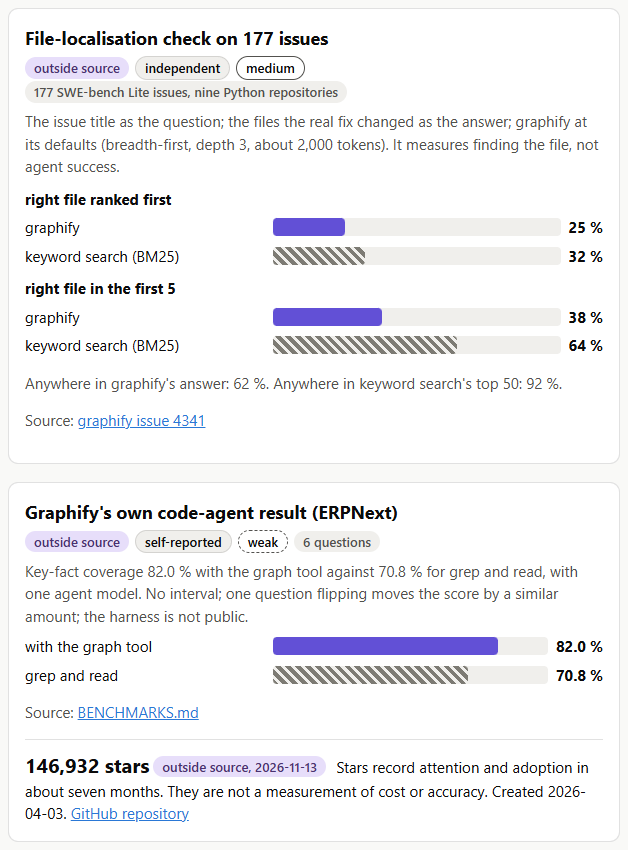 File-localisation check on 177 issues
outside source independent medium
177 SWE-bench Lite issues, nine Python repositories
The issue title as the question; the files the real fix changed as the answer; graphify at
its defaults (breadth-first, depth 3, about 2,000 tokens). It measures finding the file, not
agent success.
right file ranked first
graphify 25 %
keyword search (BM25) 32 %
right file in the first 5
graphify 38 %
keyword search (BM25) 64 %
Anywhere in graphify's answer: 62 %. Anywhere in keyword search's top 50: 92 %.
Source: graphify issue 4341
Graphify's own code-agent result (ERPNext)
outside source self-reported weak 6 questions
Key-fact coverage 82.0 % with the graph tool against 70.8 % for grep and read, with
one agent model. No interval; one question flipping moves the score by a similar
amount; the harness is not public.
with the graph tool 82.0 %
grep and read 70.8 %
Source: BENCHMARKS.md
146,932 stars outside source, 2026-11-13 Stars record attention and adoption in
about seven months. They are not a measurement of cost or accuracy. Created 2026-
04-03. GitHub repository